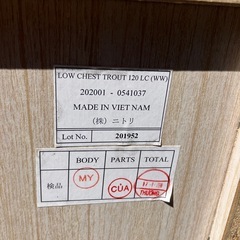 LOW CHEST TROUT 120 LC (WW)
202001 - 0541037
MADE IN VIET NAM
(株) ニトリ
Lot No. 201952
BODY PARTS TOTAL
検品 MY CỦA
THƯƠNG